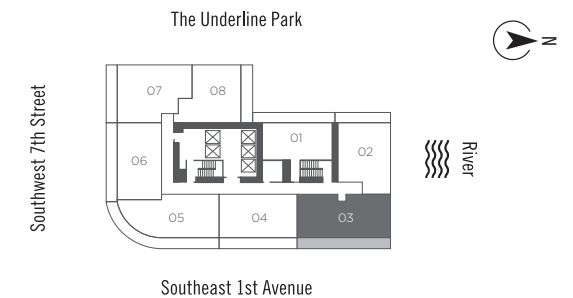 The Underline Park
N
07
08
Southwest 7th Street
01
02
River
06
05
04
03
Southeast 1st Avenue